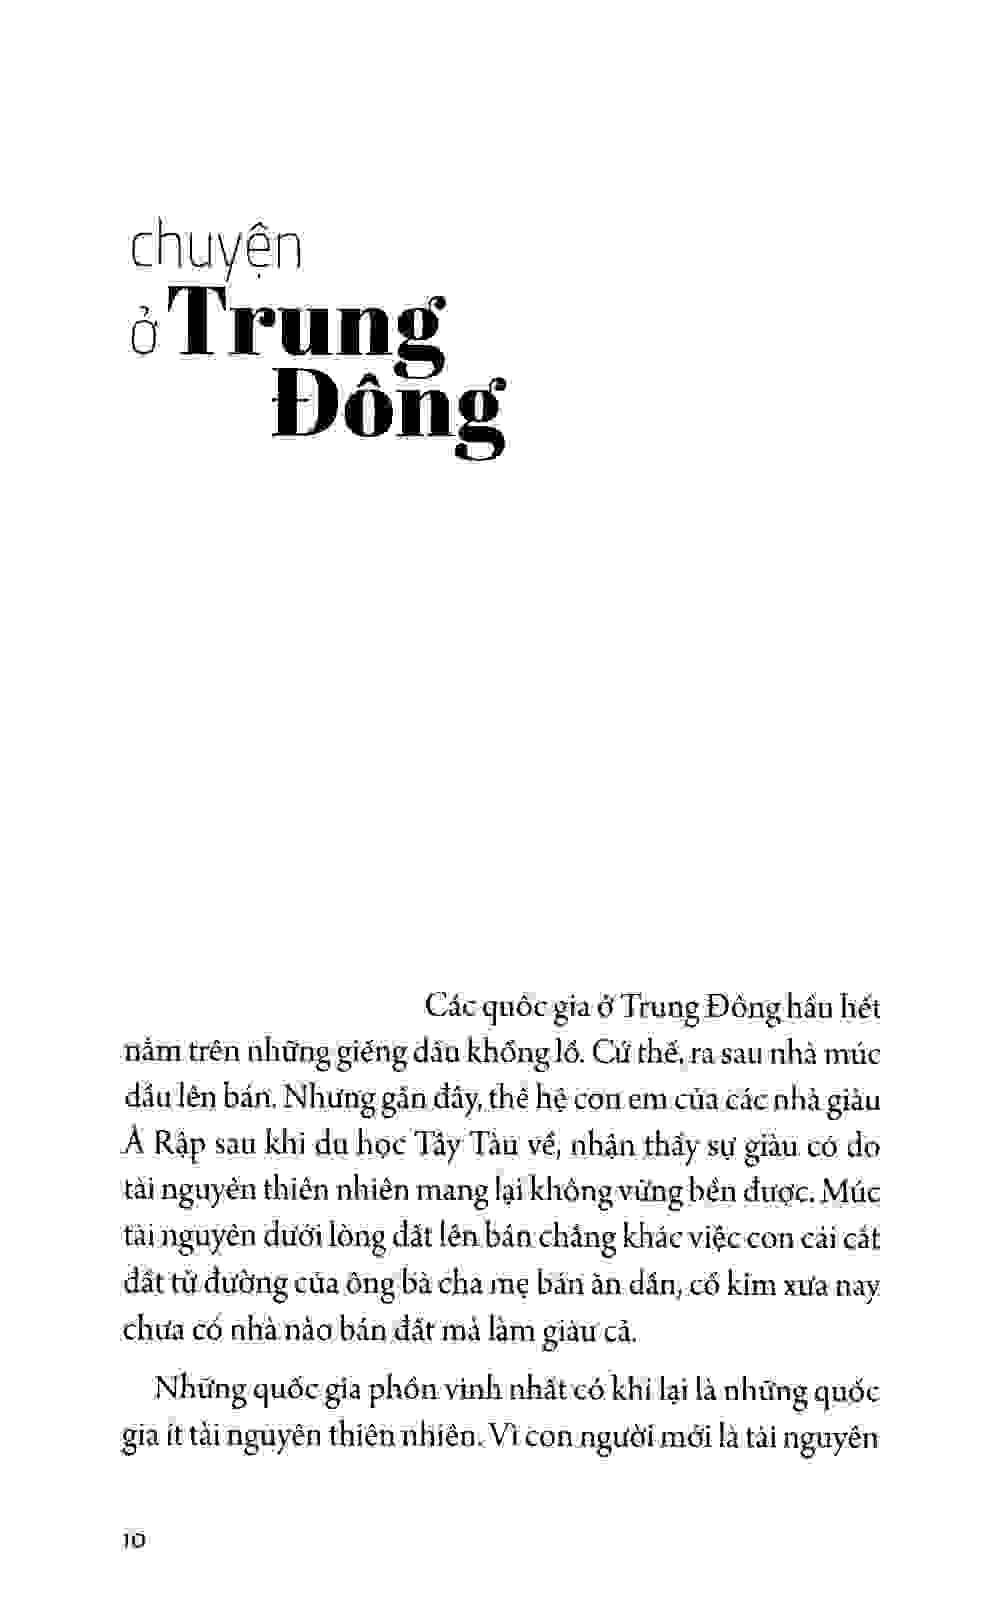 chuyện
ở Trung
Đông
Các quốc gia ở Trung Đông hầu hết
nằm trên những giếng dầu khổng lồ. Cứ thế, ra sau nhà múc
dầu lên bán. Nhưng gần đây, thế hệ con em của các nhà giàu
Ả Rập sau khi du học Tây Tàu về, nhận thấy sự giàu có do
tài nguyên thiên nhiên mang lại không vững bền được. Múc
tài nguyên dưới lòng đất lên bán chẳng khác việc con cái cắt
đất từ đường của ông bà cha mẹ bán ăn dần, cổ kim xưa nay
chưa có nhà nào bán đất mà làm giàu cả.
Những quốc gia phồn vinh nhất có khi lại là những quốc
gia ít tài nguyên thiên nhiên. Vì con người mới là tài nguyên
10